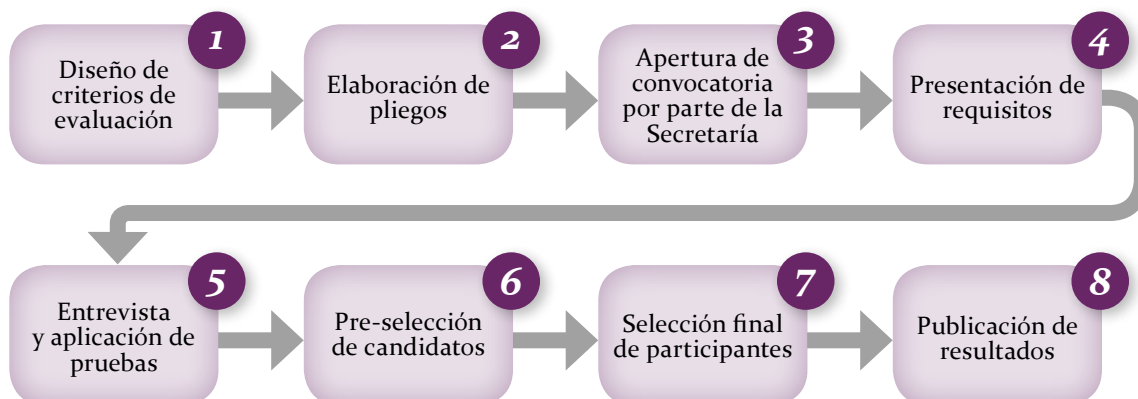 1
Diseño de
criterios de
evaluación
2
Elaboración de
pliegos
3
Apertura de
convocatoria
por parte de la
Secretaría
4
Presentación de
requisitos
5
Entrevista
y aplicación de
pruebas
6
Pre-selección
de candidatos
7
Selección final
de participantes
8
Publicación de
resultados